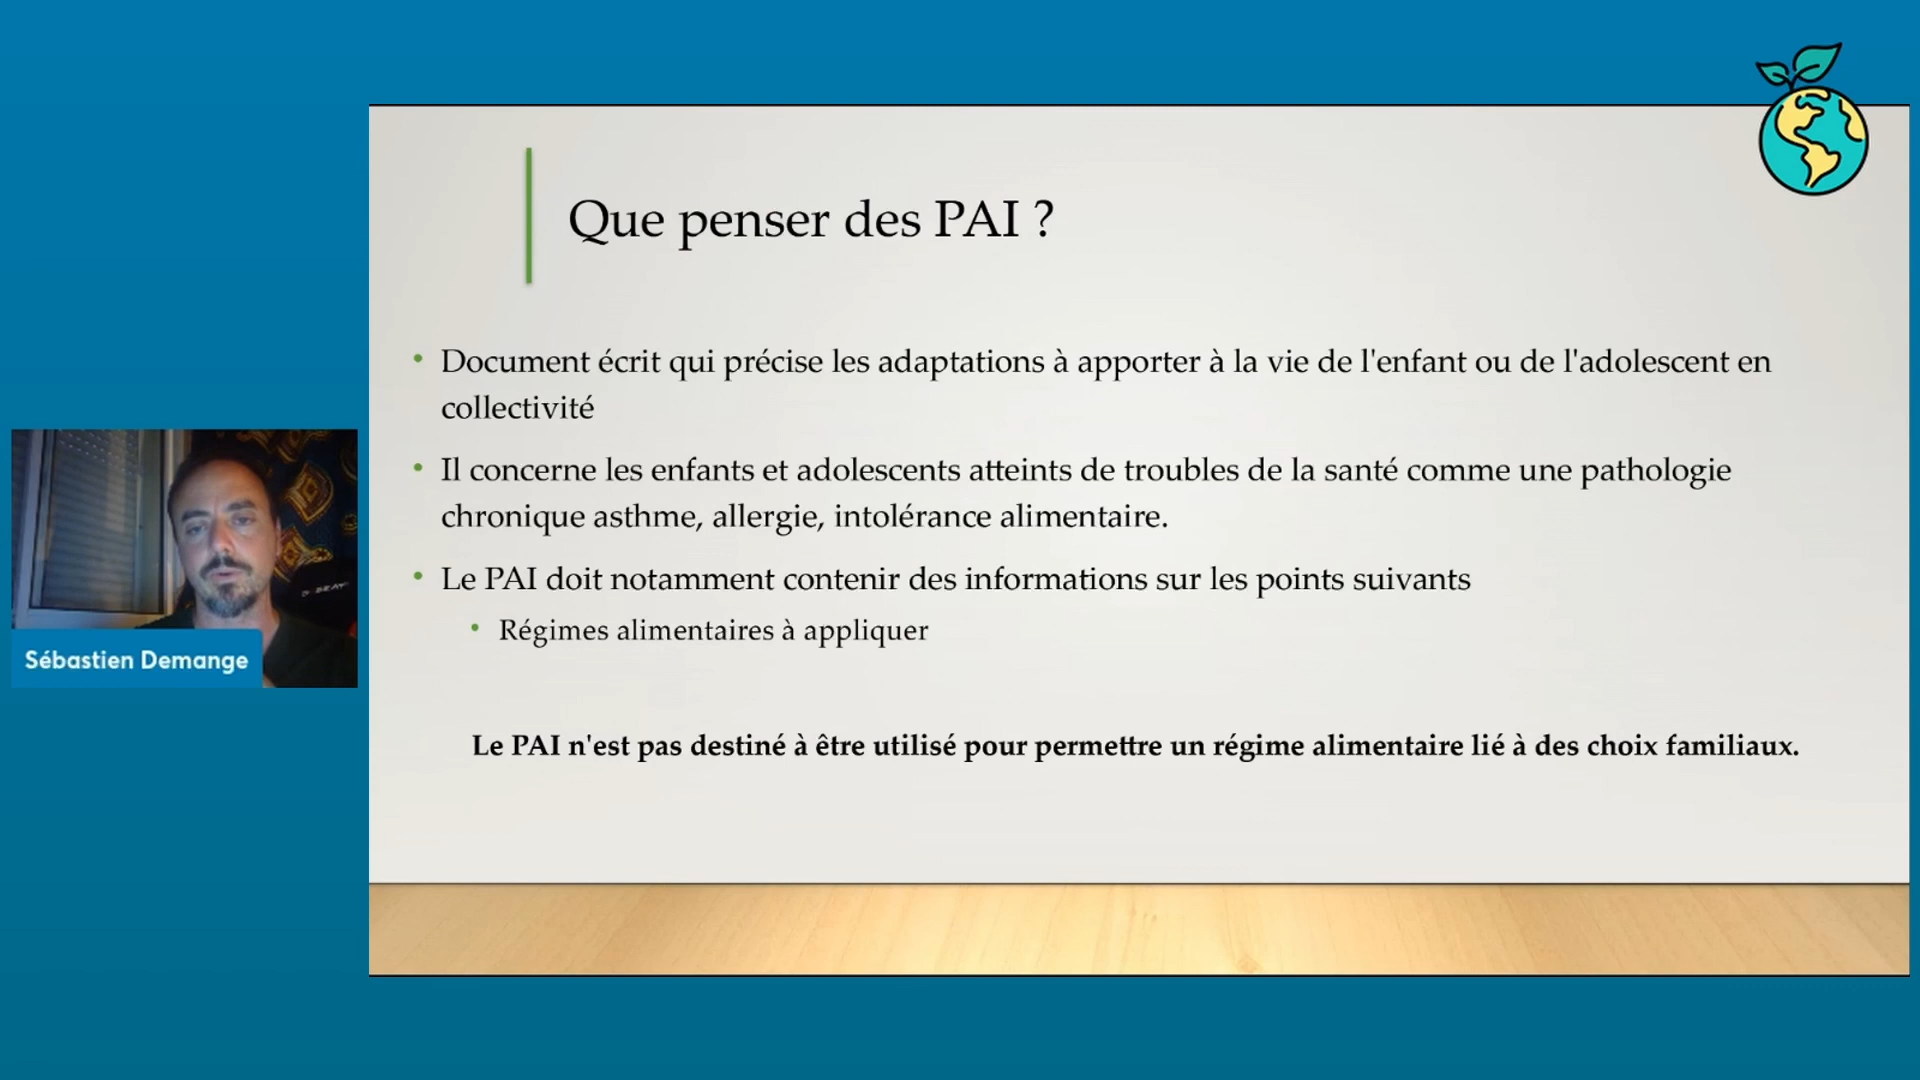 Que penser des PAI ?
Document écrit qui précise les adaptations à apporter à la vie de l'enfant ou de l'adolescent en
collectivité
Il concerne les enfants et adolescents atteints de troubles de la santé comme une pathologie
chronique asthme, allergie, intolérance alimentaire.
Le PAI doit notamment contenir des informations sur les points suivants
Régimes alimentaires à appliquer
Le PAI n'est pas destiné à être utilisé pour permettre un régime alimentaire lié à des choix familiaux.
Sébastien Demange